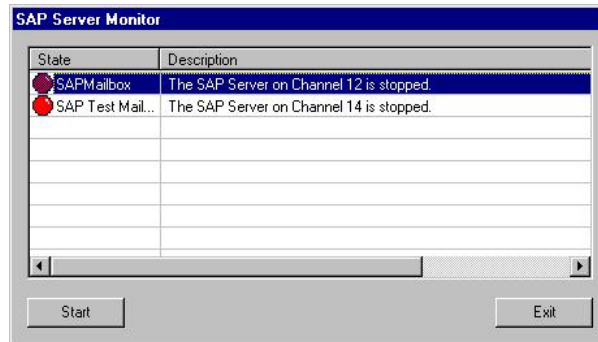 SAP Server Monitor
State Description
SAPMailbox The SAP Server on Channel 12 is stopped.
SAP Test Mail... The SAP Server on Channel 14 is stopped.
Start Exit